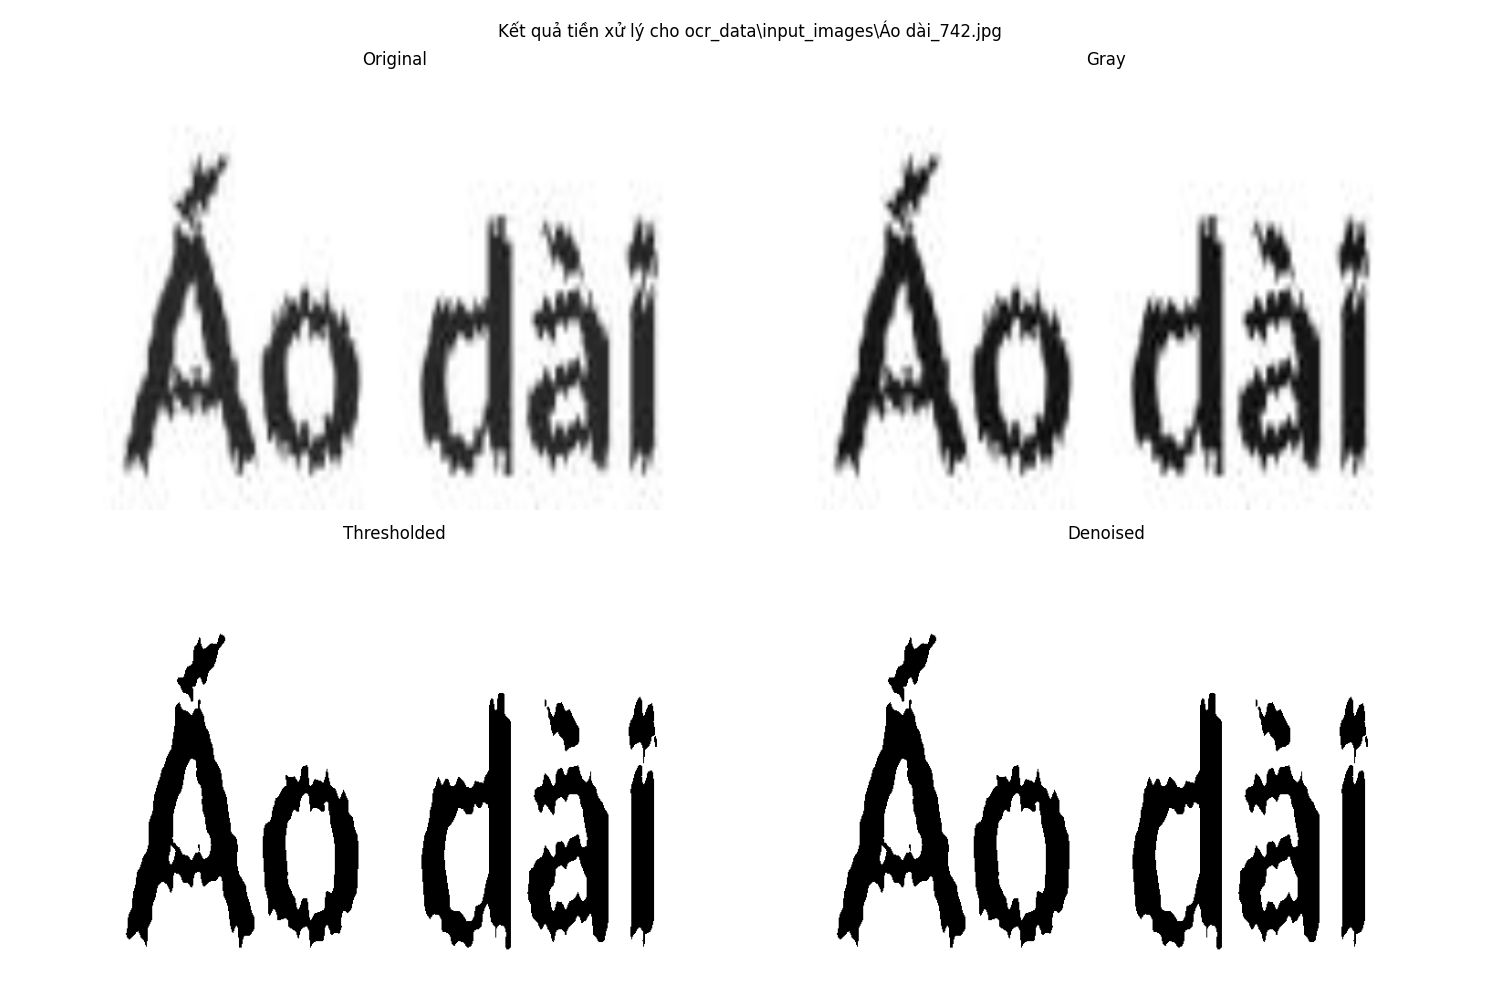 Kết quả tiền xử lý cho ocr_data\input_images\Áo dài_742.jpg
Original
Gray
Áo dài
Áo dài
Thresholded
Denoised
Áo dài
Áo dài